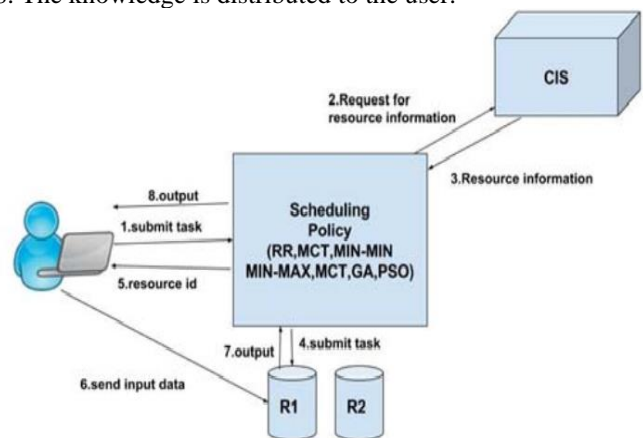 The knowledge is distributed to the user.
CIS
2.Request for
resource information
3.Resource information
8.output
1.submit task
5.resource id
Scheduling
Policy
(RR,MCT,MIN-MIN
MIN-MAX,MCT,GA,PSO)
7.output
4.submit task
6.send input data
R1
R2